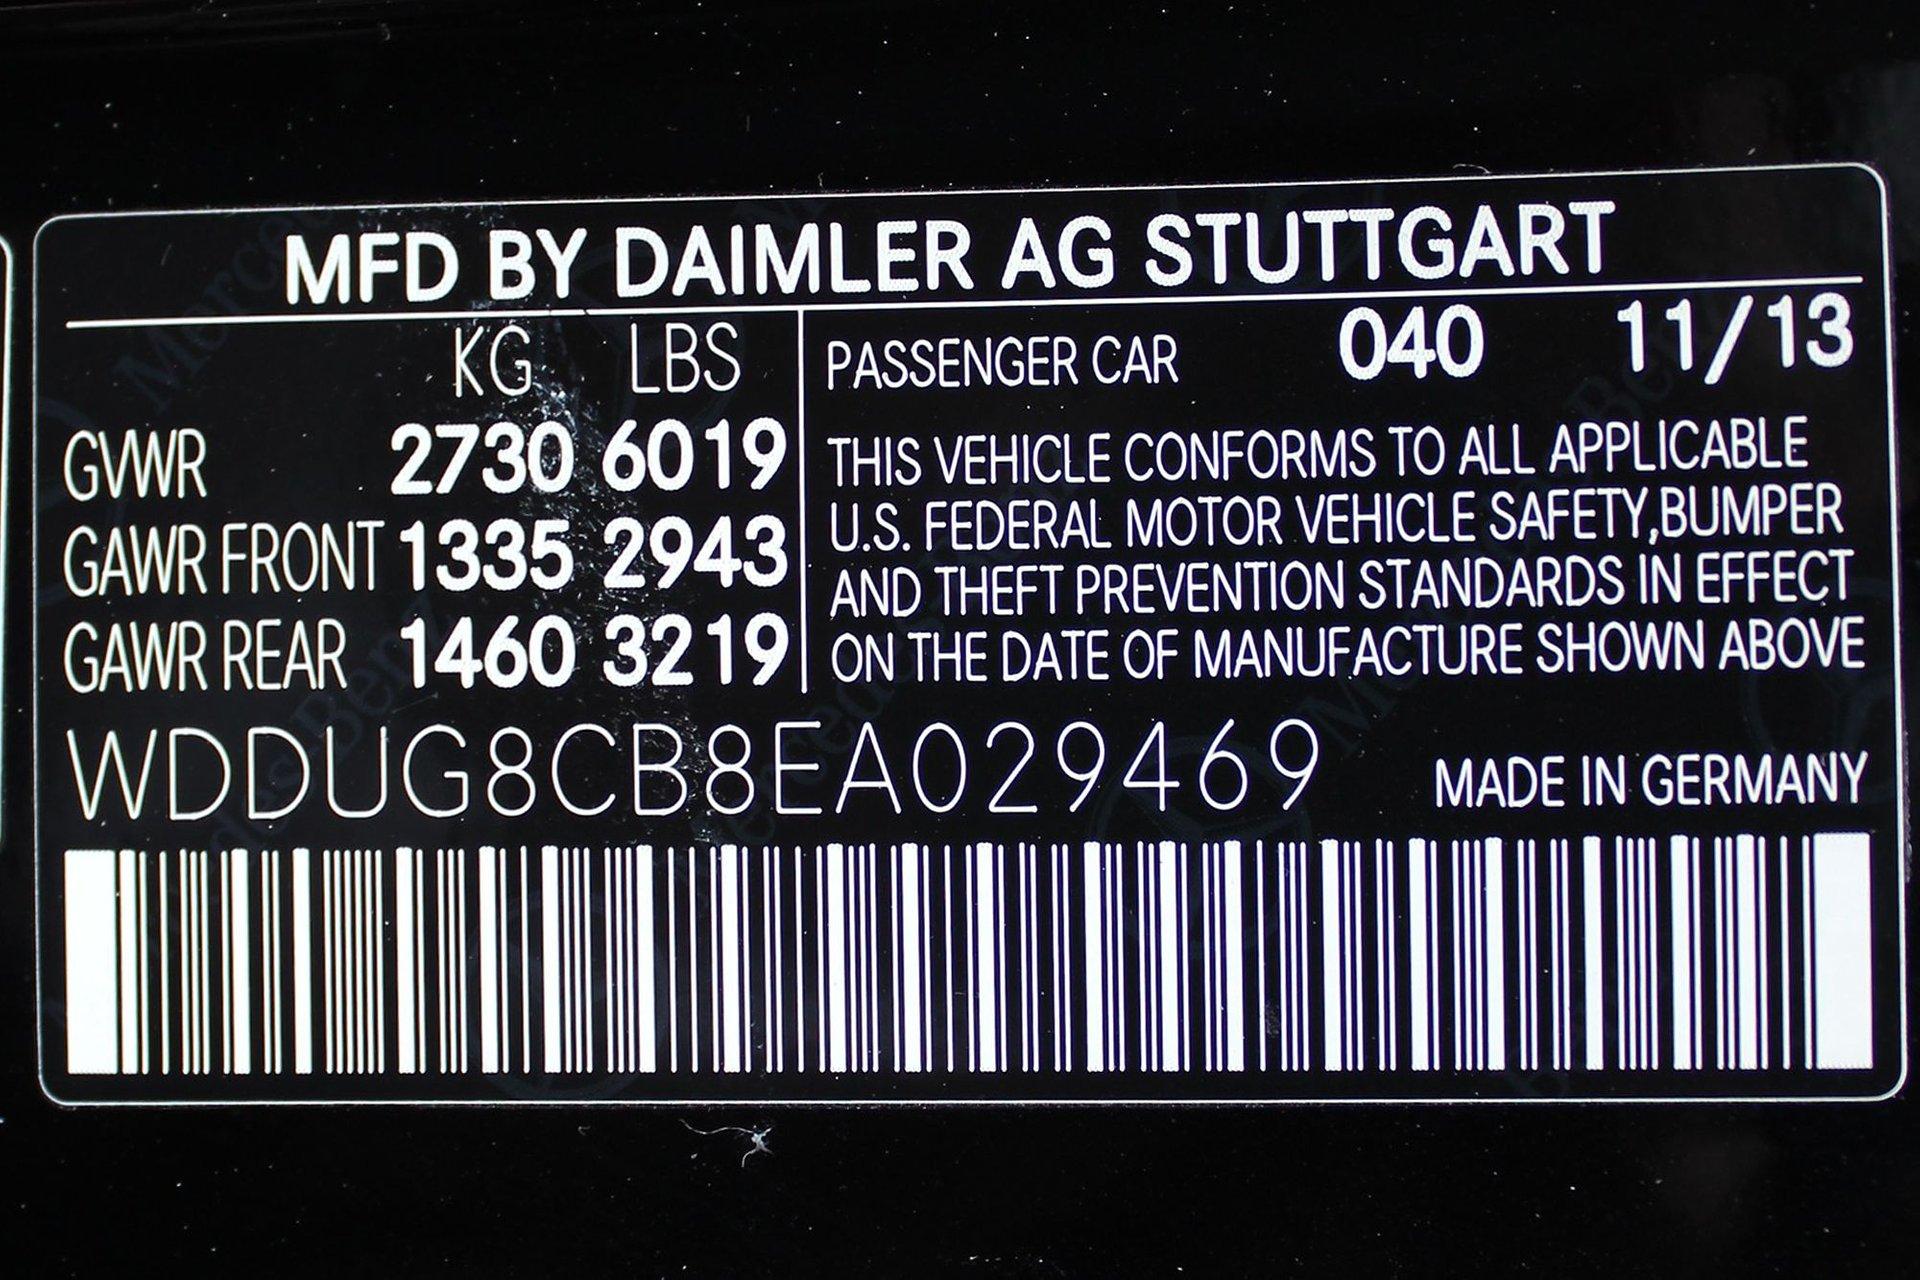 MFD BY DAIMLER AG STUTTGART
KG LBS
GVWR 2730 6019
GAWR FRONT 1335 2943
GAWR REAR 1460 3219
PASSENGER CAR 040 11/13
THIS VEHICLE CONFORMS TO ALL APPLICABLE
U.S. FEDERAL MOTOR VEHICLE SAFETY,BUMPER
AND THEFT PREVENTION STANDARDS IN EFFECT
ON THE DATE OF MANUFACTURE SHOWN ABOVE
WDDUG8CB8EA029469 MADE IN GERMANY